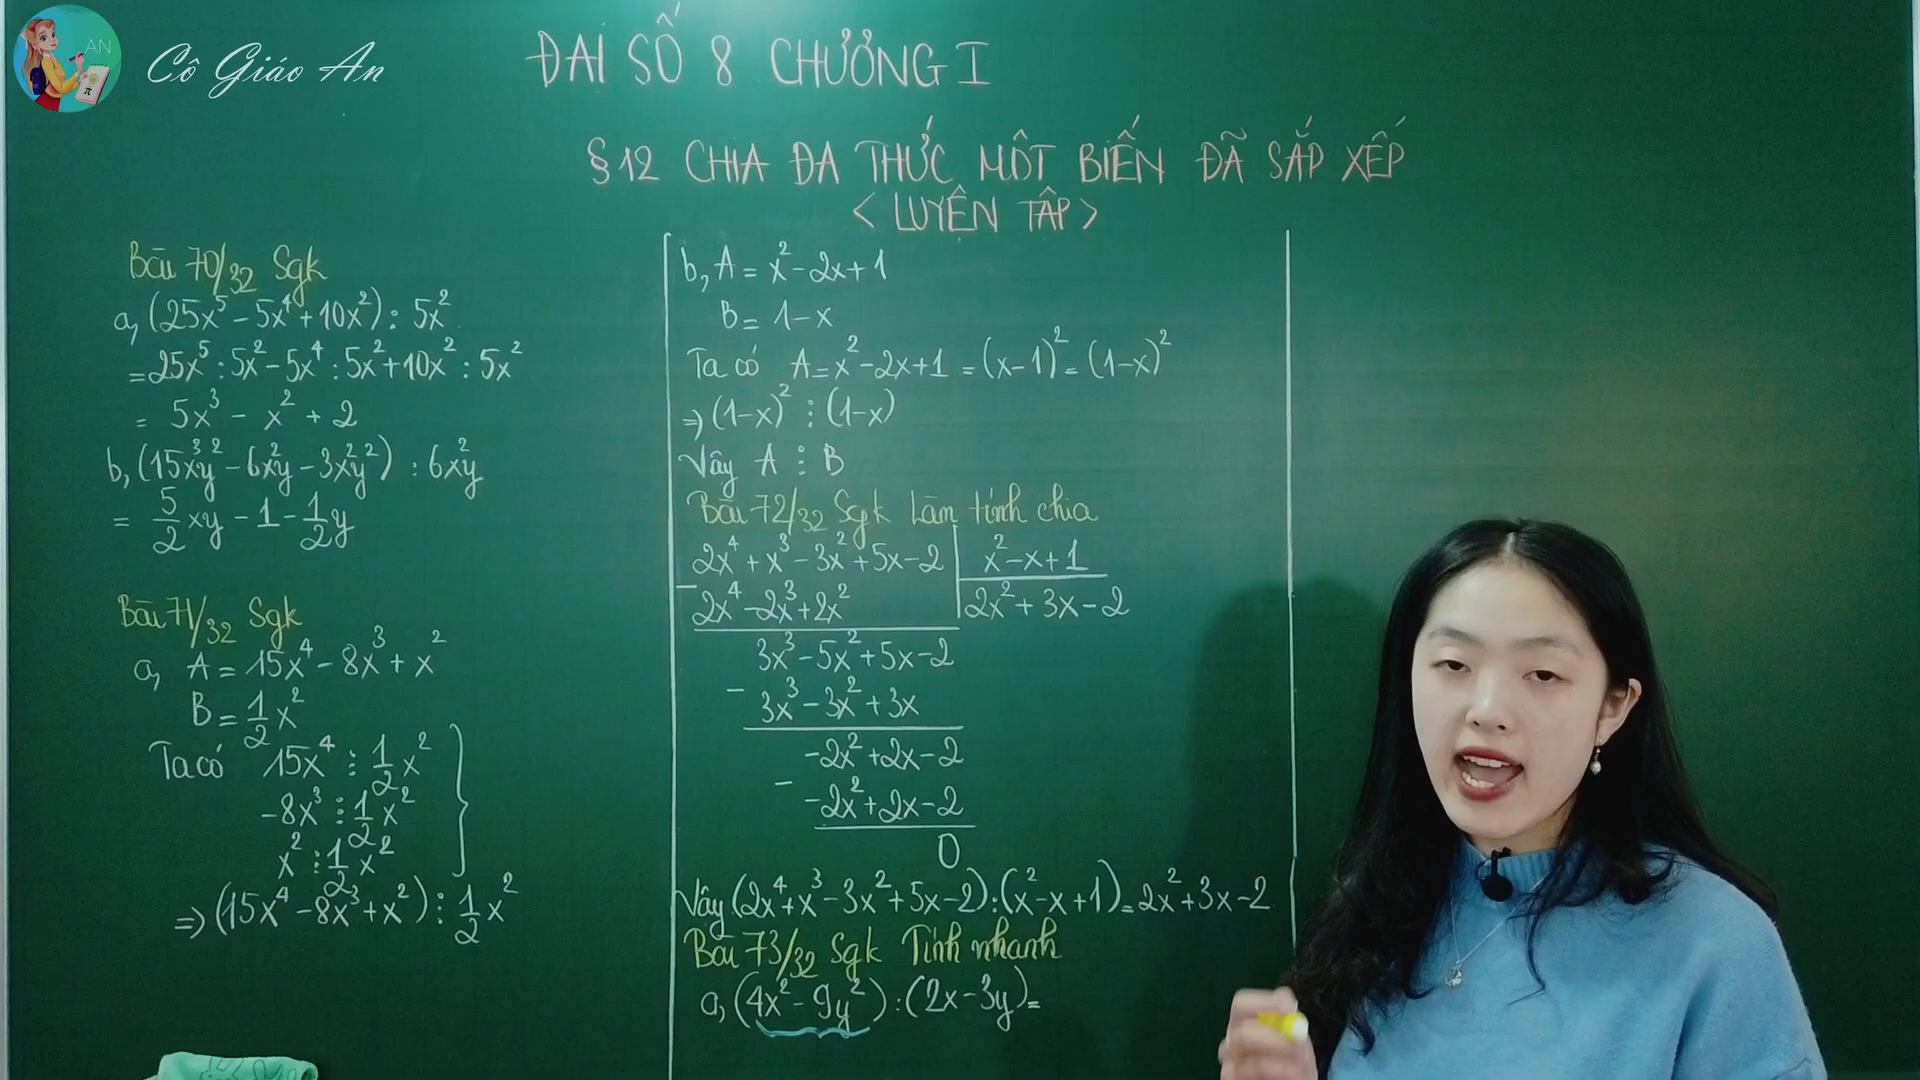 AN
Cô Giáo An
ĐẠI SỐ 8 CHƯƠNG I
§12 CHIA ĐA THỨC MỘT BIẾN ĐÃ SẮP XẾP
< LUYỆN TẬP >
Bài 70/32 Sgk
a, (25x⁵ - 5x⁴ + 10x²) : 5x²
= 25x⁵ : 5x² - 5x⁴ : 5x² + 10x² : 5x²
= 5x³ - x² + 2
b, (15x³y² - 6x²y - 3x²y²) : 6x²y
= 5/2 xy - 1 - 1/2 y
Bài 71/32 Sgk
a, A = 15x⁴ - 8x³ + x²
B = 1/2 x²
Ta có 15x⁴ ⋮ 1/2 x²
-8x³ ⋮ 1/2 x²
x² ⋮ 1/2 x²
⇒ (15x⁴ - 8x³ + x²) ⋮ 1/2 x²
b, A = x² - 2x + 1
B = 1 - x
Ta có A = x² - 2x + 1 = (x - 1)² = (1 - x)²
⇒ (1 - x)² ⋮ (1 - x)
Vậy A ⋮ B
Bài 72/32 Sgk Làm tính chia
2x⁴ + x³ - 3x² + 5x - 2 | x² - x + 1
- 2x⁴ - 2x³ + 2x² | 2x² + 3x - 2
3x³ - 5x² + 5x - 2
- 3x³ - 3x² + 3x
-2x² + 2x - 2
- -2x² + 2x - 2
0
Vậy (2x⁴ + x³ - 3x² + 5x - 2) : (x² - x + 1) = 2x² + 3x - 2
Bài 73/32 Sgk Tính nhanh
a, (4x² - 9y²) : (2x - 3y) =